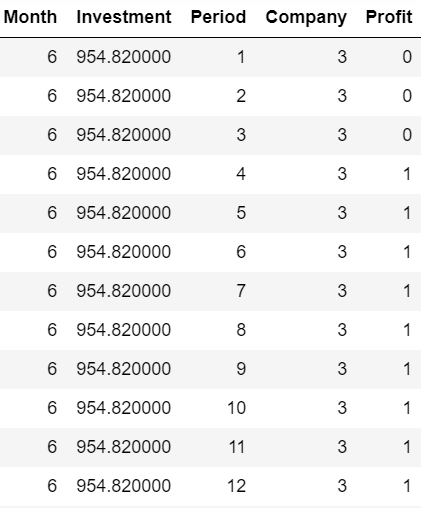 Month Investment Period Company Profit
6 954.820000 1 3 0
6 954.820000 2 3 0
6 954.820000 3 3 0
6 954.820000 4 3 1
6 954.820000 5 3 1
6 954.820000 6 3 1
6 954.820000 7 3 1
6 954.820000 8 3 1
6 954.820000 9 3 1
6 954.820000 10 3 1
6 954.820000 11 3 1
6 954.820000 12 3 1